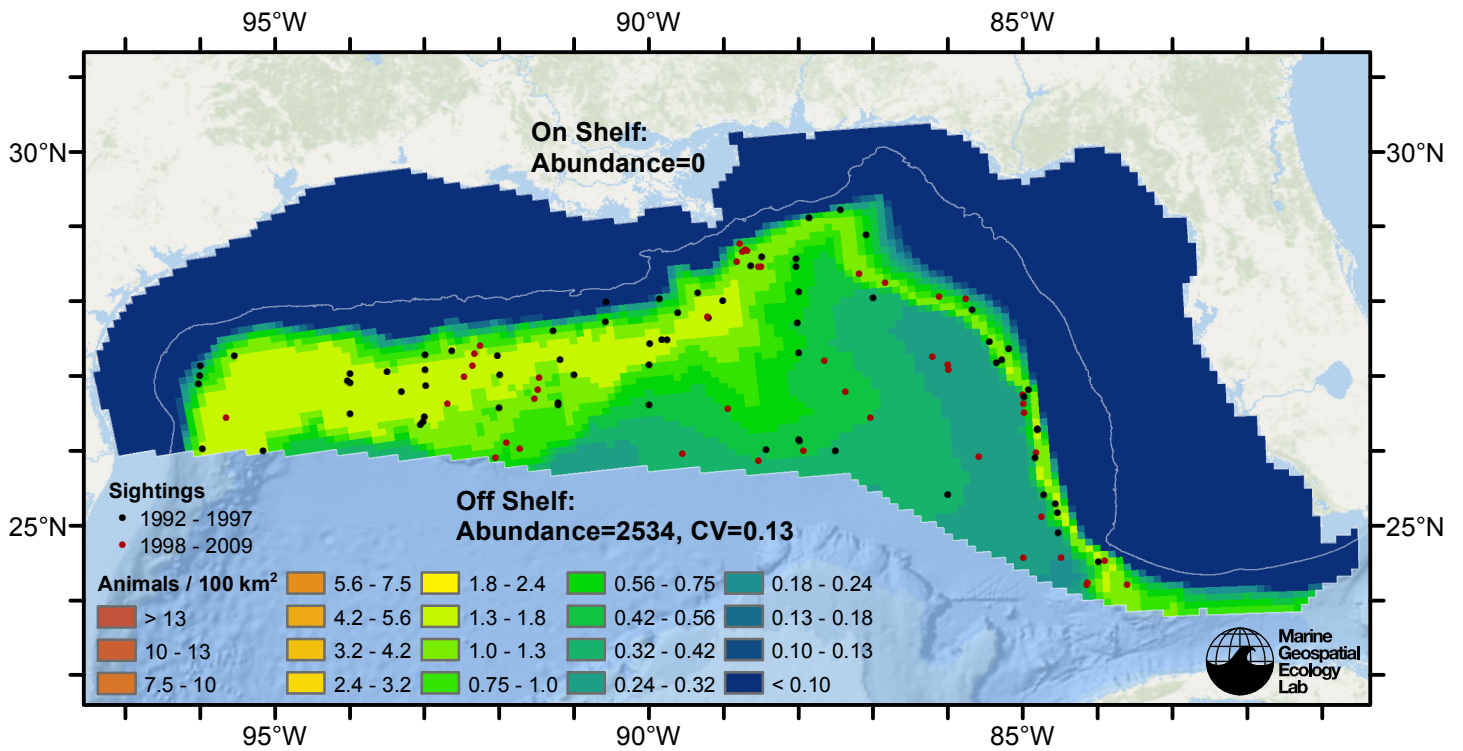 95°W 90°W 85°W
30°N 30°N
On Shelf:
Abundance=0
25°N 25°N
Off Shelf:
Abundance=2534, CV=0.13
Sightings
1992 - 1997
1998 - 2009
Animals / 100 km²
> 13
10 - 13
7.5 - 10
5.6 - 7.5
4.2 - 5.6
3.2 - 4.2
2.4 - 3.2
1.8 - 2.4
1.3 - 1.8
1.0 - 1.3
0.75 - 1.0
0.56 - 0.75
0.42 - 0.56
0.32 - 0.42
0.24 - 0.32
0.18 - 0.24
0.13 - 0.18
0.10 - 0.13
< 0.10
Marine
Geospatial
Ecology
Lab
95°W 90°W 85°W